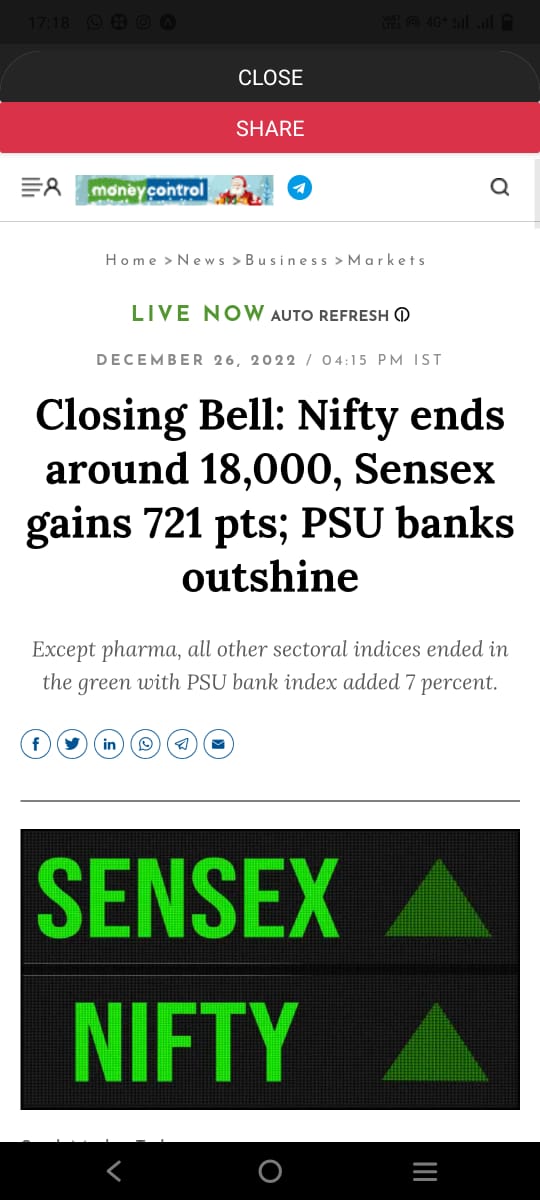 17:18
4G+
CLOSE
SHARE
moneycontrol
Home > News > Business > Markets
LIVE NOW AUTO REFRESH
DECEMBER 26, 2022 / 04:15 PM IST
Closing Bell: Nifty ends
around 18,000, Sensex
gains 721 pts; PSU banks
outshine
Except pharma, all other sectoral indices ended in
the green with PSU bank index added 7 percent.
SENSEX
NIFTY